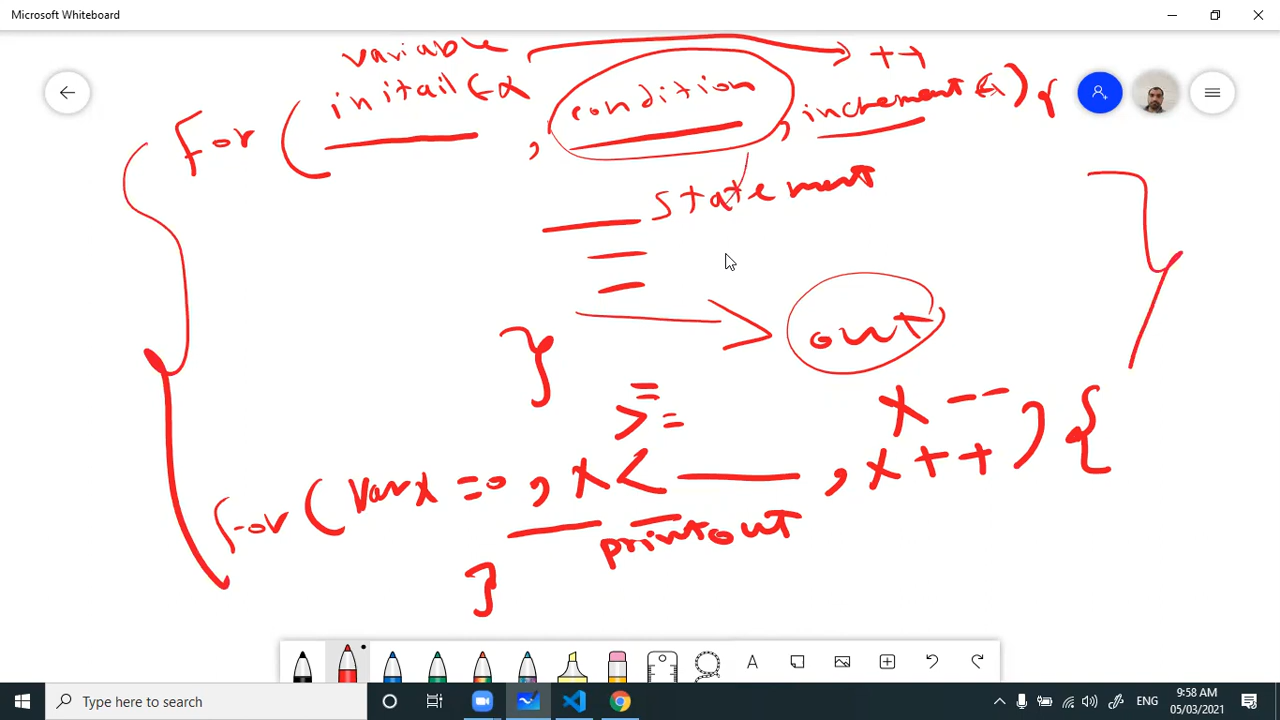 Microsoft Whiteboard
variable ++
For ( initail x , condition , increment x ) {
statement
}
out
>= =
x --
for ( var x = 0 , x < , x ++ ) {
printout
}
A
Type here to search
ENG
9:58 AM
05/03/2021